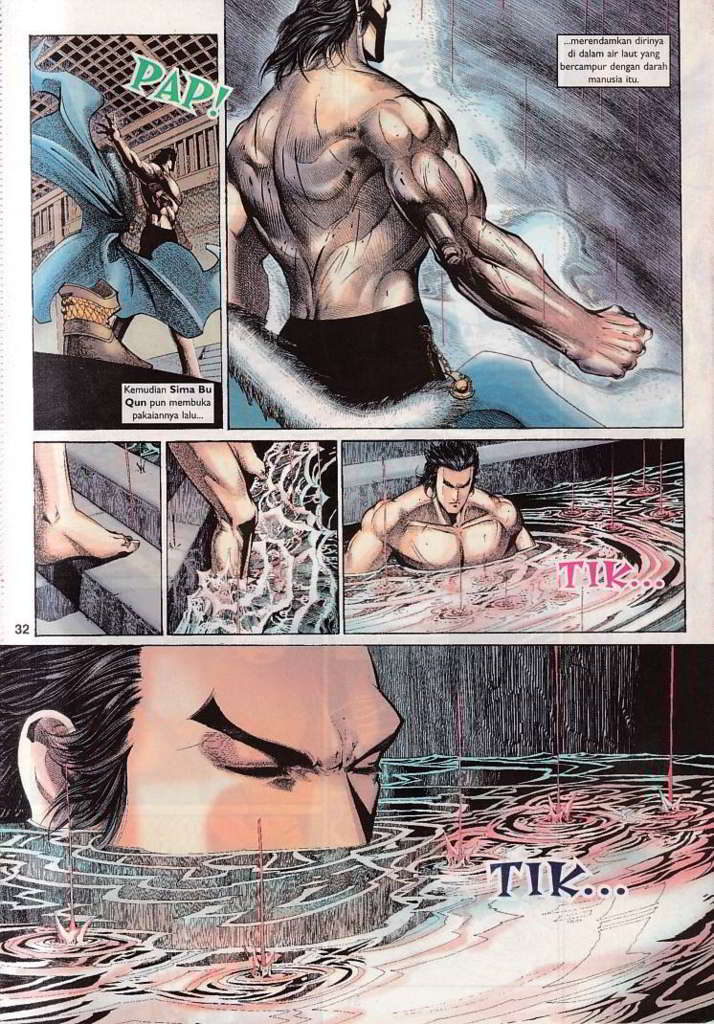 PAP!
Kemudian Sima Bu
Qun pun membuka
pakaiannya lalu...
...merendamkan dirinya
di dalam air laut yang
bercampur dengan darah
manusia itu.
TIK...
32
TIK...